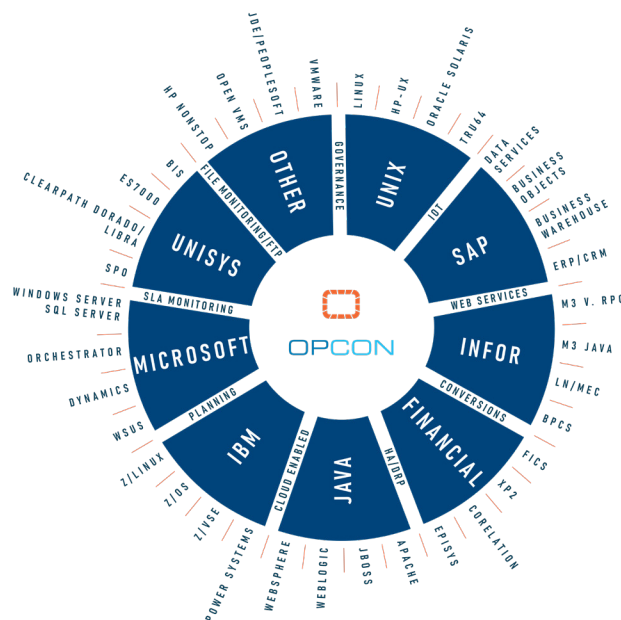 OPCON
UNIX
LINUX
HP-UX
ORACLE SOLARIS
TRU64
IOT
SAP
DATA
SERVICES
BUSINESS
OBJECTS
BUSINESS
WAREHOUSE
ERP/CRM
WEB SERVICES
INFOR
M3 V. RPG
M3 JAVA
LN/MEC
BPCS
CONVERSIONS
FINANCIAL
FICS
XP2
CORELATION
EPISYS
HA/DRP
JAVA
APACHE
JBOSS
WEBLOGIC
WEBSPHERE
CLOUD ENABLED
IBM
POWER SYSTEMS
Z/VSE
Z/OS
Z/LINUX
PLANNING
MICROSOFT
WSUS
DYNAMICS
ORCHESTRATOR
WINDOWS SERVER
SQL SERVER
SLA MONITORING
UNISYS
SPO
CLEARPATH DORADO/
LIBRA
ES7000
BIS
FILE MONITORING/FTP
OTHER
HP NONSTOP
OPEN VMS
JDE/PEOPLESOFT
VMWARE
GOVERNANCE